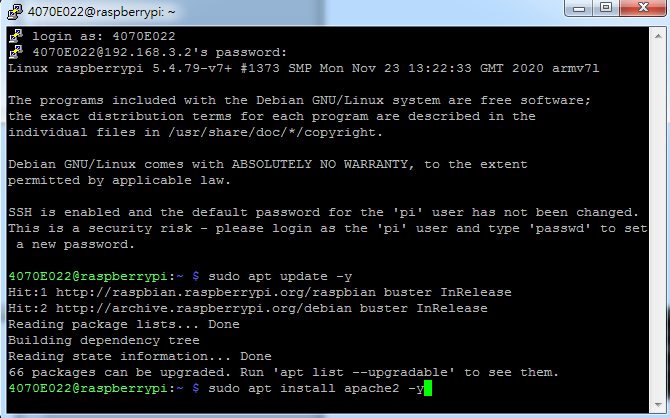 4070E022@raspberrypi: ~
login as: 4070E022
4070E022@192.168.3.2's password:
Linux raspberrypi 5.4.79-v7+ #1373 SMP Mon Nov 23 13:22:33 GMT 2020 armv7l
The programs included with the Debian GNU/Linux system are free software;
the exact distribution terms for each program are described in the
individual files in /usr/share/doc/*/copyright.
Debian GNU/Linux comes with ABSOLUTELY NO WARRANTY, to the extent
permitted by applicable law.
SSH is enabled and the default password for the 'pi' user has not been changed.
This is a security risk - please login as the 'pi' user and type 'passwd' to set
 a new password.
4070E022@raspberrypi:~ $ sudo apt update -y
Hit:1 http://raspbian.raspberrypi.org/raspbian buster InRelease
Hit:2 http://archive.raspberrypi.org/debian buster InRelease
Reading package lists... Done
Building dependency tree
Reading state information... Done
66 packages can be upgraded. Run 'apt list --upgradable' to see them.
4070E022@raspberrypi:~ $ sudo apt install apache2 -y